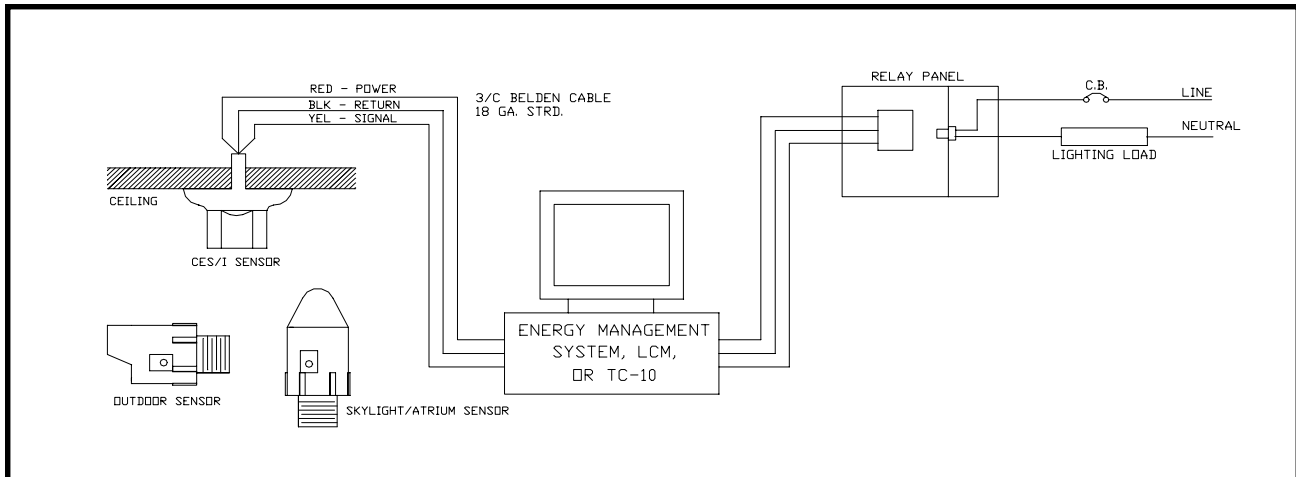 RED - POWER
BLK - RETURN
YEL - SIGNAL
3/C BELDEN CABLE
18 GA. STRD.
CEILING
CES/I SENSOR
OUTDOOR SENSOR
SKYLIGHT/ATRIUM SENSOR
ENERGY MANAGEMENT
SYSTEM, LCM,
OR TC-10
RELAY PANEL
C.B.
LINE
NEUTRAL
LIGHTING LOAD